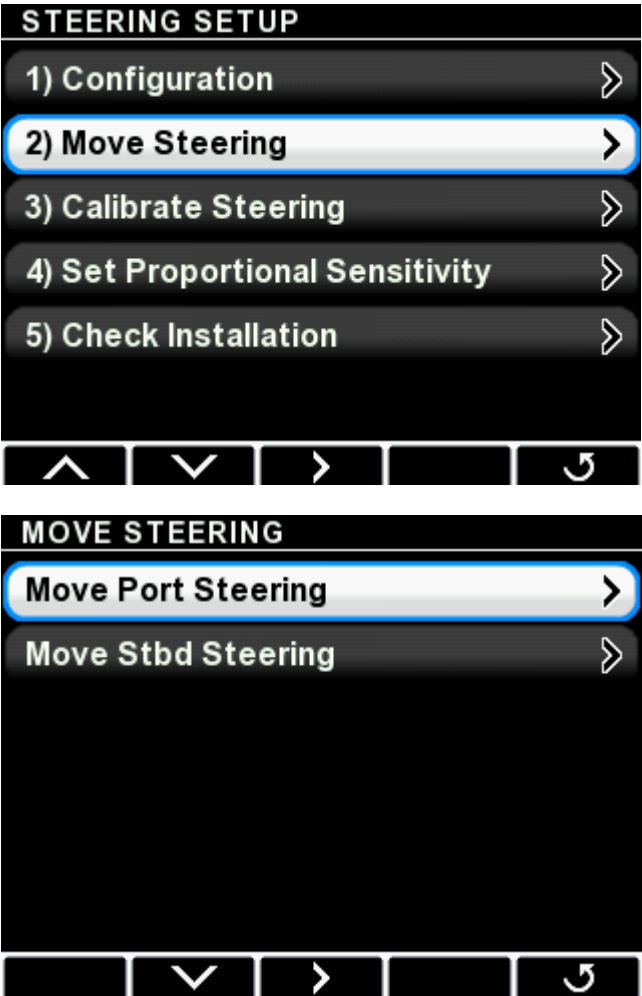 STEERING SETUP
1) Configuration
2) Move Steering
3) Calibrate Steering
4) Set Proportional Sensitivity
5) Check Installation
MOVE STEERING
Move Port Steering
Move Stbd Steering